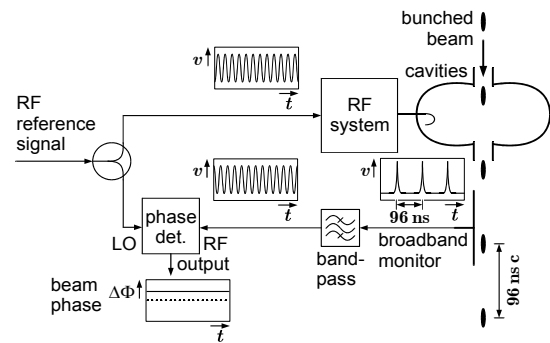 bunched
beam
cavities
v
t
RF
reference
signal
RF
system
v
t
v
96 ns
t
LO
phase
det.
RF
output
band-
pass
broadband
monitor
96 ns c
beam
phase
ΔΦ
t